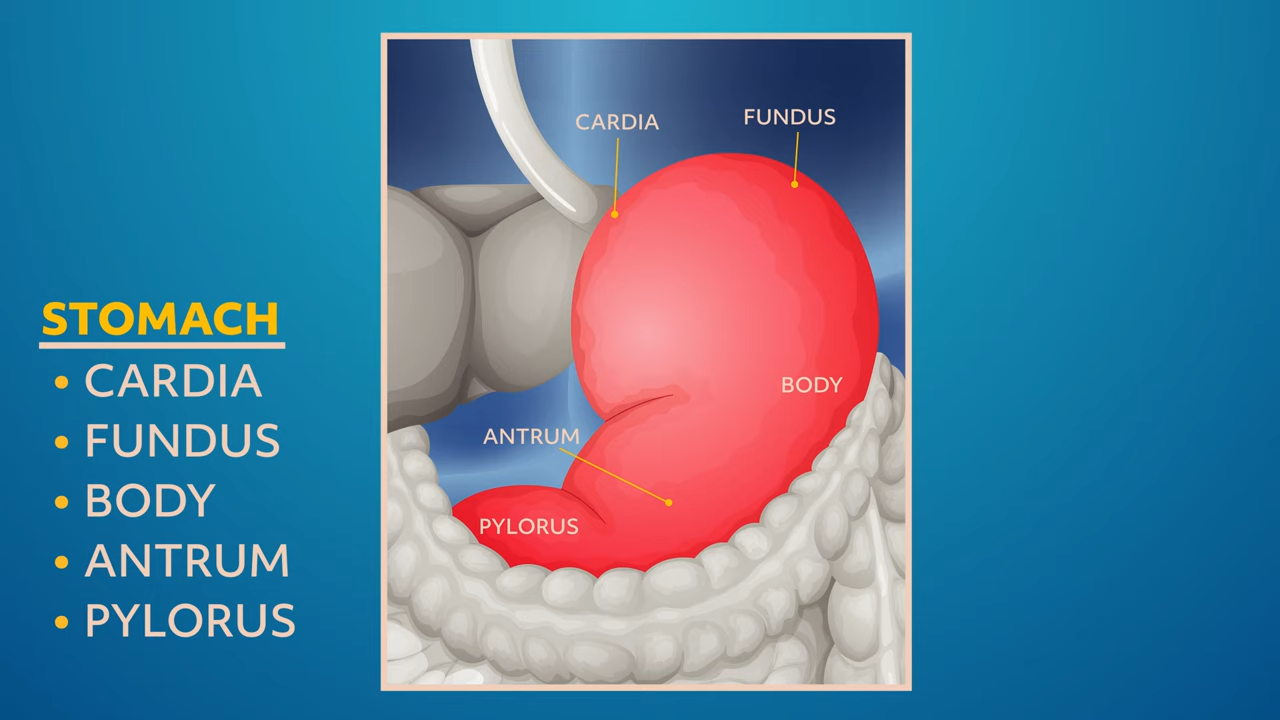 STOMACH
• CARDIA
• FUNDUS
• BODY
• ANTRUM
• PYLORUS
CARDIA
FUNDUS
BODY
ANTRUM
PYLORUS